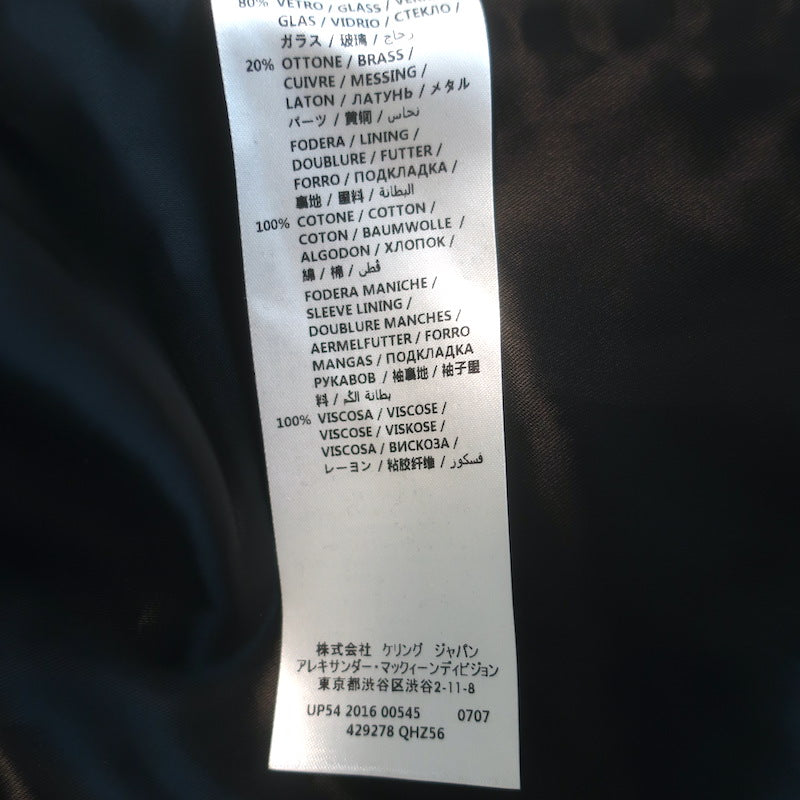 80% VETRO / GLASS /
GLAS / VIDRIO / СТЕКЛО /
ガラス / 玻璃 / زجاج
20% OTTONE / BRASS /
CUIVRE / MESSING /
LATON / ЛАТУНЬ / メタル
パーツ / 黄铜 / نحاس
FODERA / LINING /
DOUBLURE / FUTTER /
FORRO / ПОДКЛАДКА /
裏地 / 里料 / البطانة
100% COTONE / COTTON /
COTON / BAUMWOLLE /
ALGODON / ХЛОПОК /
綿 / 棉 / قطن
FODERA MANICHE /
SLEEVE LINING /
DOUBLURE MANCHES /
AERMELFUTTER / FORRO
MANGAS / ПОДКЛАДКА
РУКАВОВ / 袖裏地 / 袖子里
料 / بطانة الكم
100% VISCOSA / VISCOSE /
VISCOSE / VISKOSE /
VISCOSA / ВИСКОЗА /
レーヨン / 粘胶纤维 / فسكوز
株式会社 ケリング ジャパン
アレキサンダー・マックィーンディビジョン
東京都渋谷区渋谷2-11-8
UP54 2016 00545 0707
429278 QHZ56